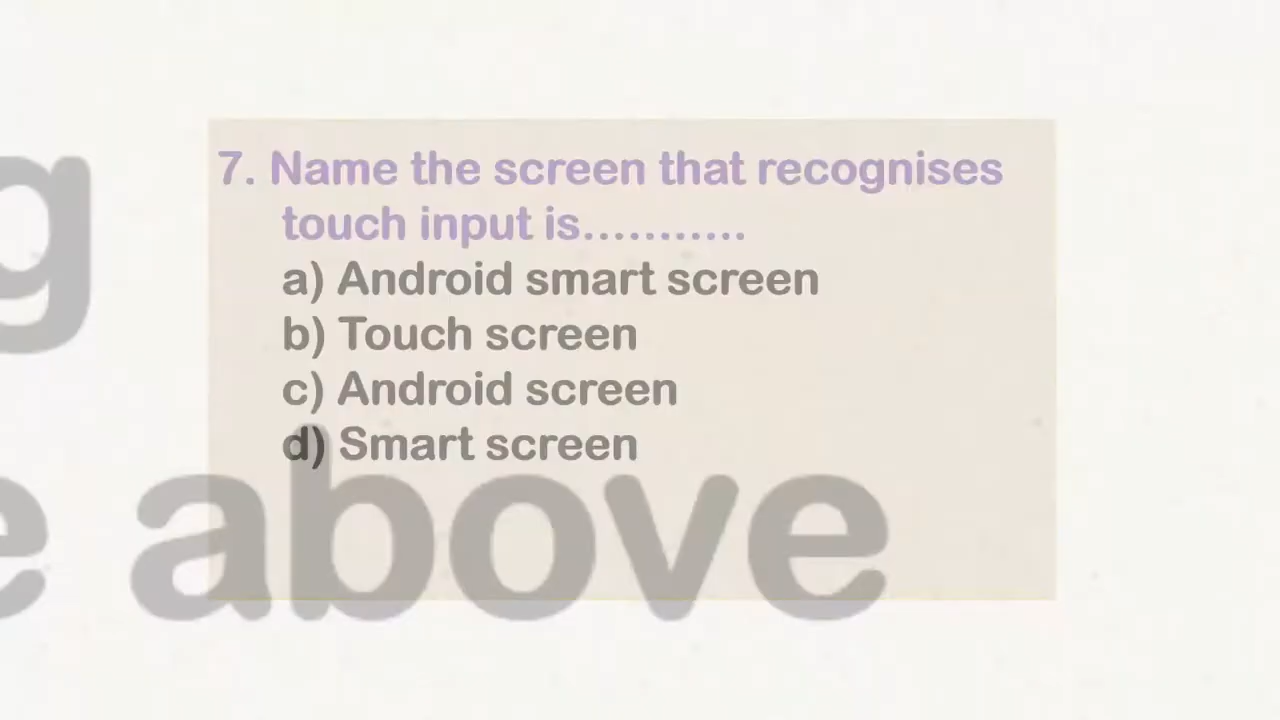 7. Name the screen that recognises
touch input is...........
a) Android smart screen
b) Touch screen
c) Android screen
d) Smart screen
g
e above